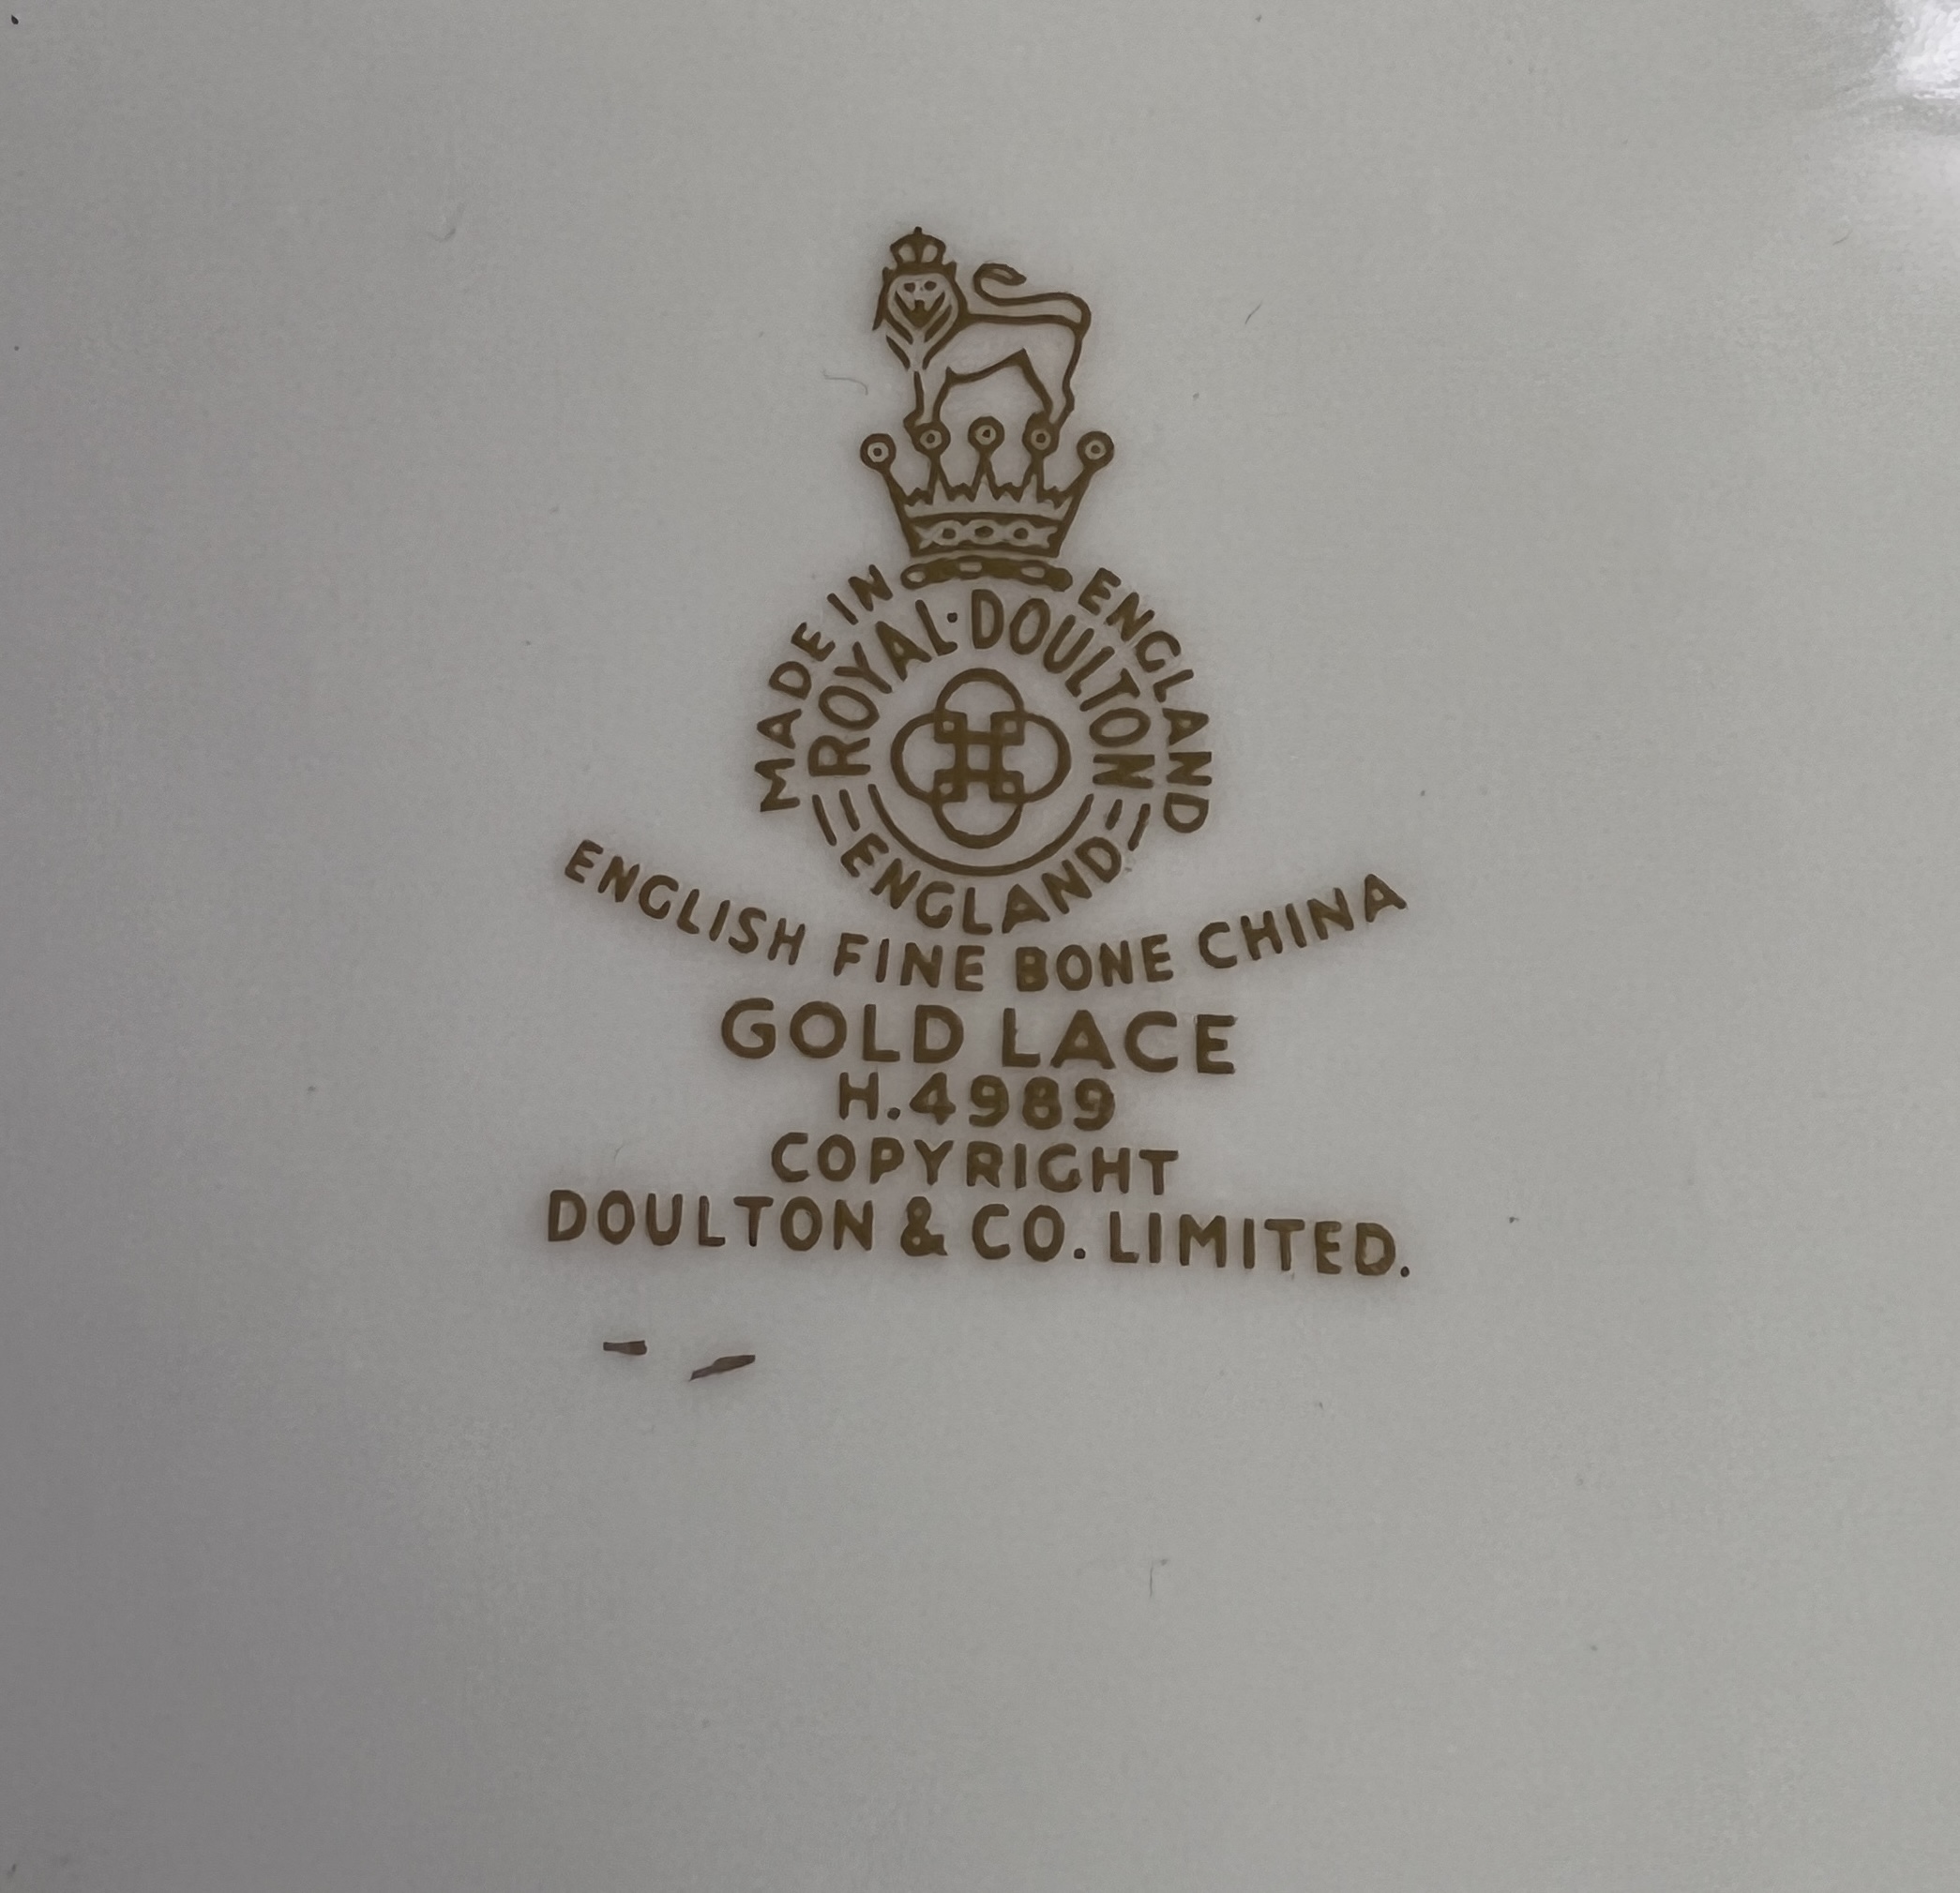 MADE IN ENGLAND
ROYAL·DOULTON
ENGLAND
ENGLISH FINE BONE CHINA
GOLD LACE
H.4989
COPYRIGHT
DOULTON & CO. LIMITED.